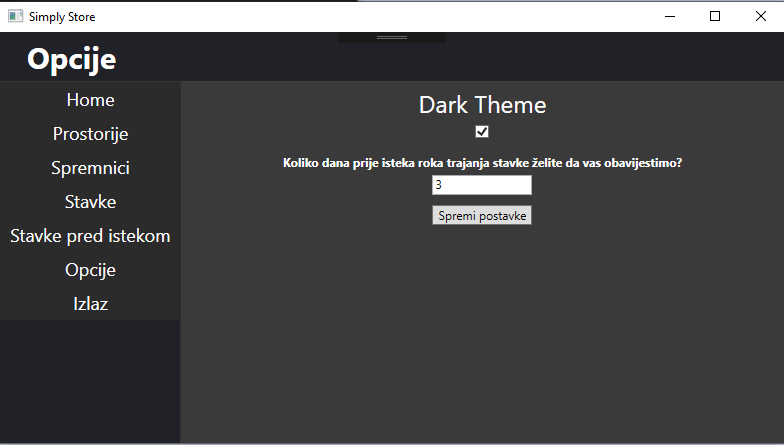 Simply Store
Opcije
Home
Prostorije
Spremnici
Stavke
Stavke pred istekom
Opcije
Izlaz
Dark Theme
Koliko dana prije isteka roka trajanja stavke želite da vas obavijestimo?
3
Spremi postavke